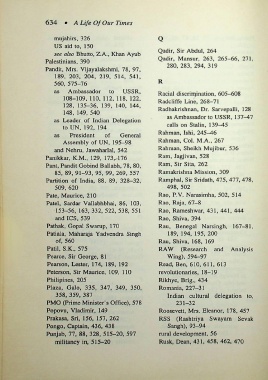 634 • A Life Of Our Times
mujahirs, 326
US aid to, 150
see also Bhutto, Z.A., Khan Ayub
Palestinians, 390
Pandit, Mrs. Vijayalakshmi, 78, 97,
189, 203, 204, 219, 514, 541,
560, 575-76
as Ambassador to USSR,
108-109, 110, 112, 118, 122,
128, 135-36, 139, 140, 144,
148, 149, 540
as Leader of Indian Delegation
to UN, 192, 194
as President of General
Assembly of UN, 195-98
and Nehru, Jawaharlal, 542
Panikkar, K.M., 129, 173, 178
Pant, Pandit Gobind Ballabh, 78, 80,
85, 89, 91-93, 95, 99, 269, 557
Partition of India, 88, 89, 328-32,
509, 620
Pate, Maurice, 210
Patel, Sardar Vallabhbhai, 86, 103,
153-56, 163, 332, 522, 538, 551
and ICS, 539
Pathak, Gopal Swarup, 170
Patiala, Maharaja Yadvendra Singh
of, 560
Patil, S.K., 575
Pearse, Sir George, 81
Pearson, Lester, 174, 189, 192
Peterson, Sir Maurice, 109, 110
Philipines, 205
Plaza, Galo, 335, 347, 349, 350,
358, 359, 387
PMO (Prime Minister's Office), 578
Popova, Vladimir, 149
Prakasa, Sri, 156, 157, 262
Pongo, Captain, 436, 438
Punjab, 77, 88, 328, 515-20, 597
militancy in, 515-20
Q
Qadir, Sir Abdul, 264
Qadir, Manzur, 263, 265-66, 271,
280, 283, 294, 319
R
Racial discrimination, 605-608
Radcliffe Line, 268-71
Radhakrishnan, Dr. Sarvepalli, 128
as Ambassador to USSR, 137-47
calls on Stalin, 139-43
Rahman, Ishi, 245-46
Rahman, Col. M.A., 267
Rahman, Sheikh Mujibur, 536
Ram, Jagjivan, 528
Ram, Sir Sita, 262
Ramakrishna Mission, 309
Ramphal, Sir Sridath, 475, 477, 478,
498, 502
Rao, P.V. Narasimha, 502, 514
Rao, Raja, 67-8
Rao, Rameshwar, 431, 441, 444
Rao, Shiva, 394
Rau, Benegal Narsingh, 167-81,
189, 194, 195, 200
Rau, Shiva, 168, 169
RAW (Research and Analysis
Wing), 594-97
Read, Ben, 610, 611, 613
revolutionaries, 18-19
Rikhye, Brig., 434
Romania, 227-31
Indian cultural delegation to,
231-32
Roosevelt, Mrs. Eleanor, 178, 457
RSS (Rashtriya Swayam Sevak
Sangh), 93-94
rural development, 56
Rusk, Dean, 431, 458, 462, 470